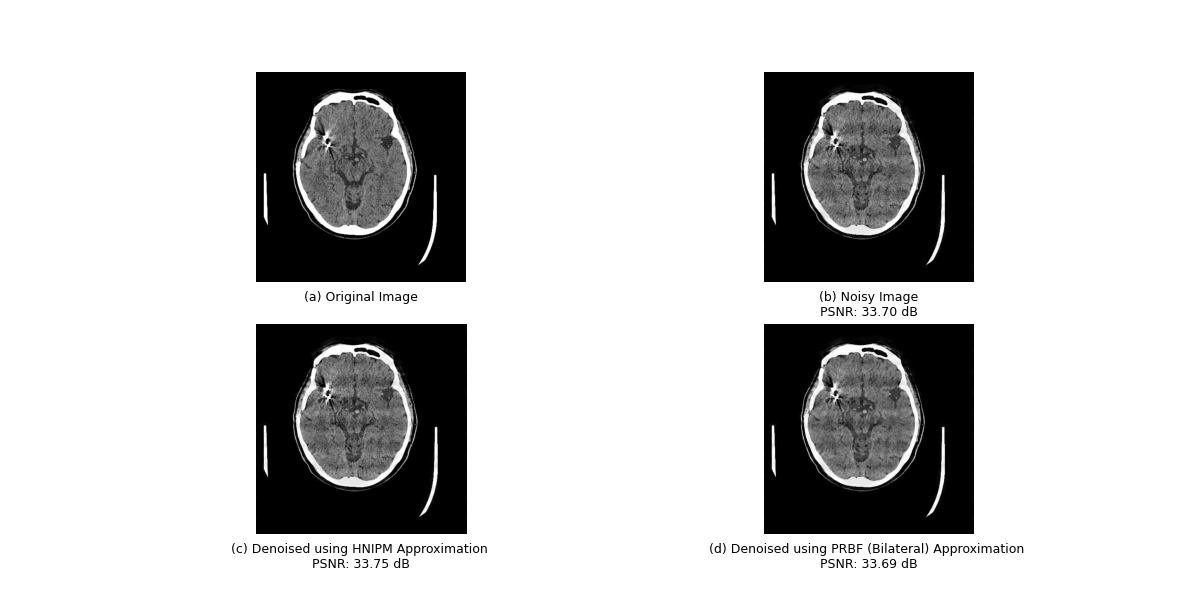 (a) Original Image
(b) Noisy Image
PSNR: 33.70 dB
(c) Denoised using HNIPM Approximation
PSNR: 33.75 dB
(d) Denoised using PRBF (Bilateral) Approximation
PSNR: 33.69 dB